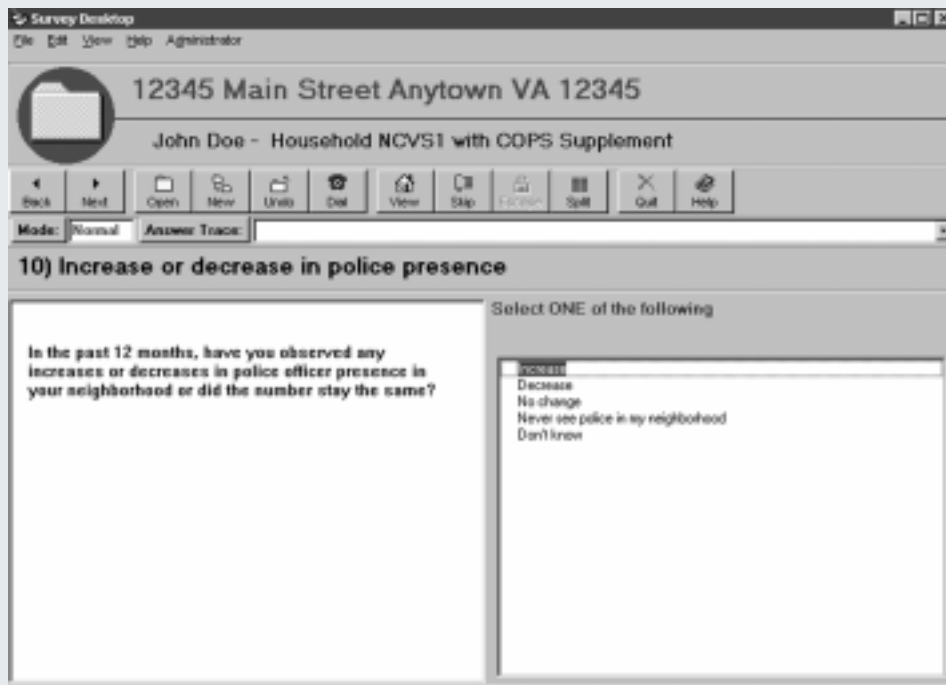 Survey Desktop
File Edit View Help Administrator
12345 Main Street Anytown VA 12345
John Doe - Household NCVS1 with COPS Supplement
Back Next Open New Undo Dial View Skip Split Quit Help
Mode: Normal Answer Trace:
10) Increase or decrease in police presence
Select ONE of the following
In the past 12 months, have you observed any
increases or decreases in police officer presence in
your neighborhood or did the number stay the same?
Increase
Decrease
No change
Never see police in my neighborhood
Don't know